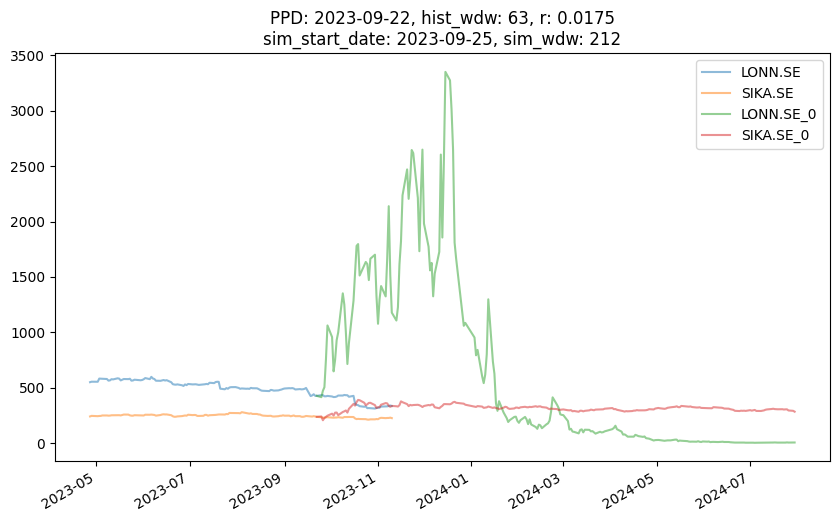 PPD: 2023-09-22, hist_wdw: 63, r: 0.0175
sim_start_date: 2023-09-25, sim_wdw: 212
LONN.SE
SIKA.SE
LONN.SE_0
SIKA.SE_0
3500
3000
2500
2000
1500
1000
500
0
2023-05
2023-07
2023-09
2023-11
2024-01
2024-03
2024-05
2024-07